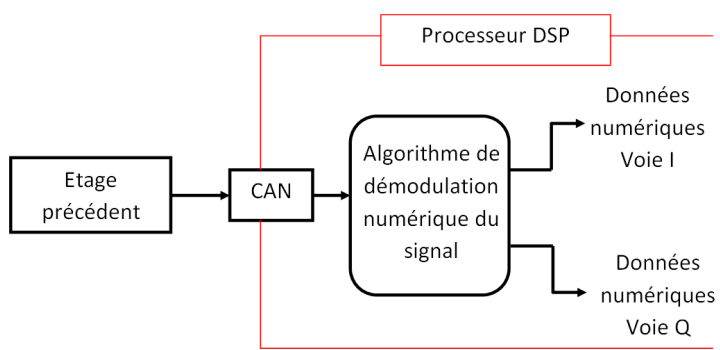 Processeur DSP
Etage
précédent
CAN
Algorithme de
démodulation
numérique du
signal
Données
numériques
Voie I
Données
numériques
Voie Q